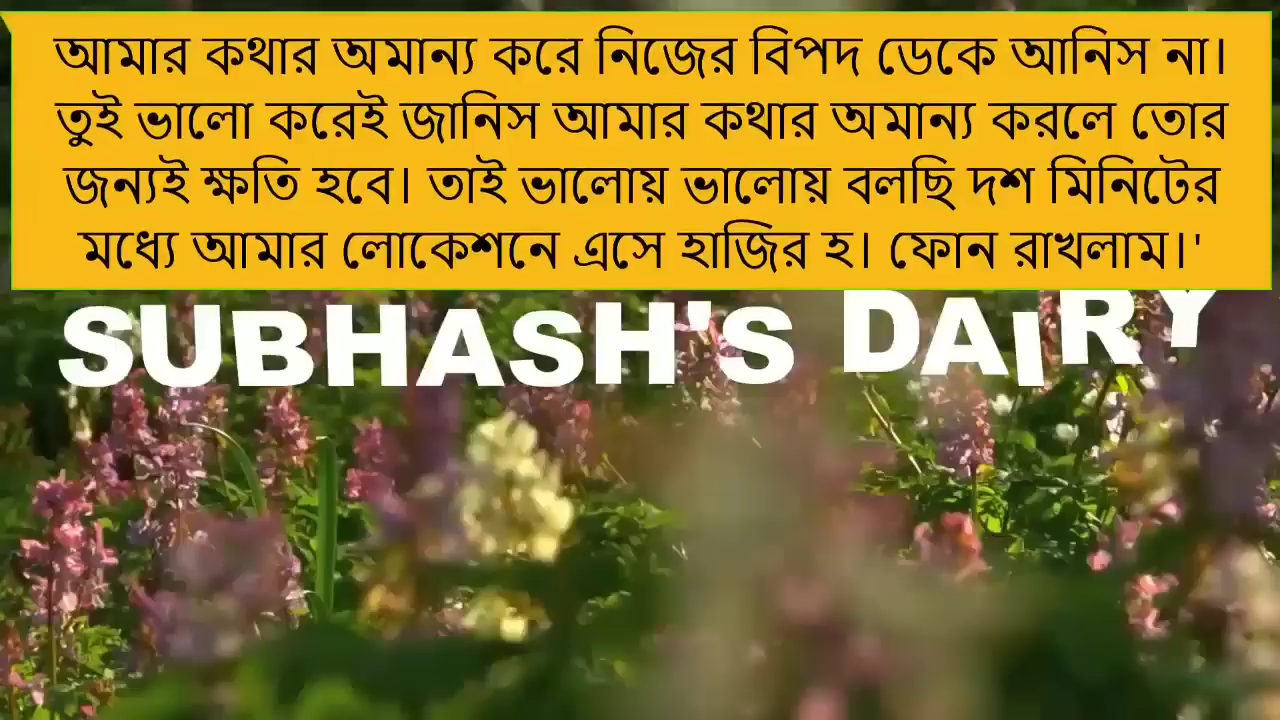 আমার কথার অমান্য করে নিজের বিপদ ডেকে আনিস না।
তুই ভালো করেই জানিস আমার কথার অমান্য করলে তোর
জন্যই ক্ষতি হবে। তাই ভালোয় ভালোয় বলছি দশ মিনিটের
মধ্যে আমার লোকেশনে এসে হাজির হ। ফোন রাখলাম।'
SUBHASH'S DAIRY